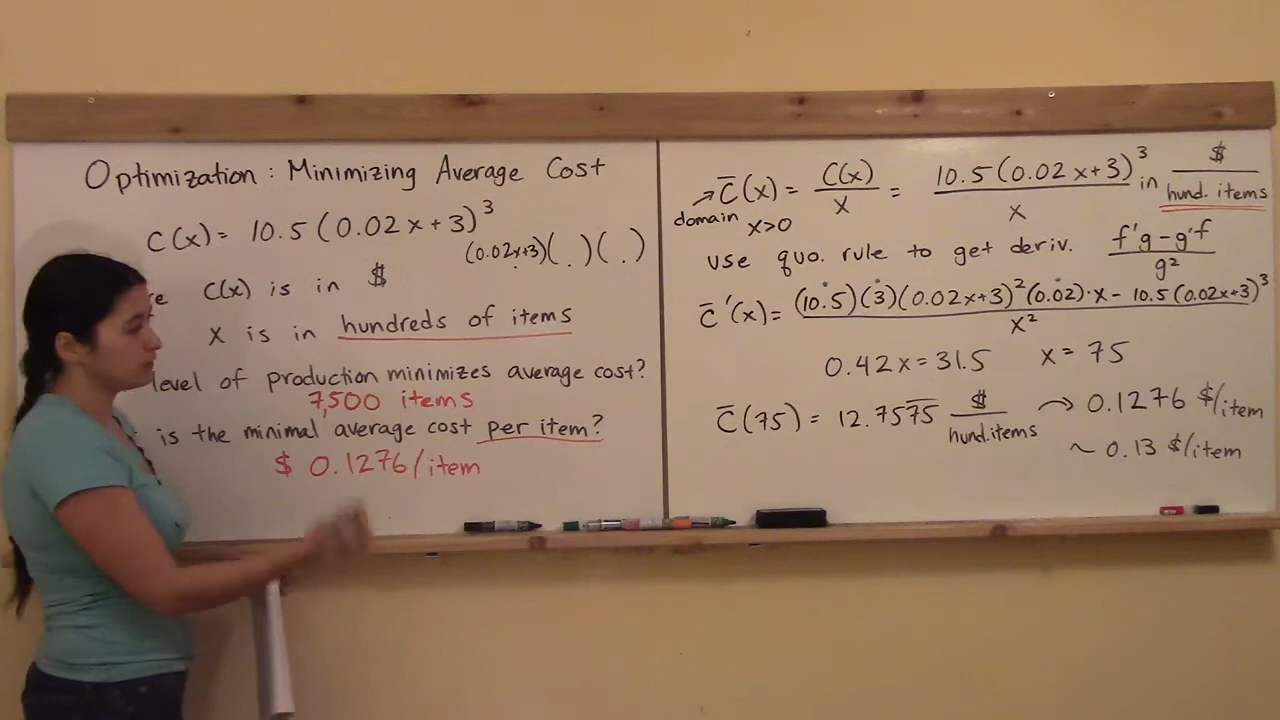 Optimization: Minimizing Average Cost
C(x) = 10.5(0.02x+3)³
(0.02x+3)( . )( . )
C(x) is in $
x is in hundreds of items
level of production minimizes average cost?
7,500 items
is the minimal average cost per item?
$ 0.1276/item
→ C̅(x) = C(x)/x = 10.5(0.02x+3)³/x in $/hund. items
domain x>0
use quo. rule to get deriv. f'g-g'f/g²
C̅'(x) = (10.5)(3)(0.02x+3)²(0.02)·x - 10.5(0.02x+3)³/x²
0.42x = 31.5 x = 75
C̅(75) = 12.757̅5̅ $/hund. items → 0.1276 $/item
~ 0.13 $/item